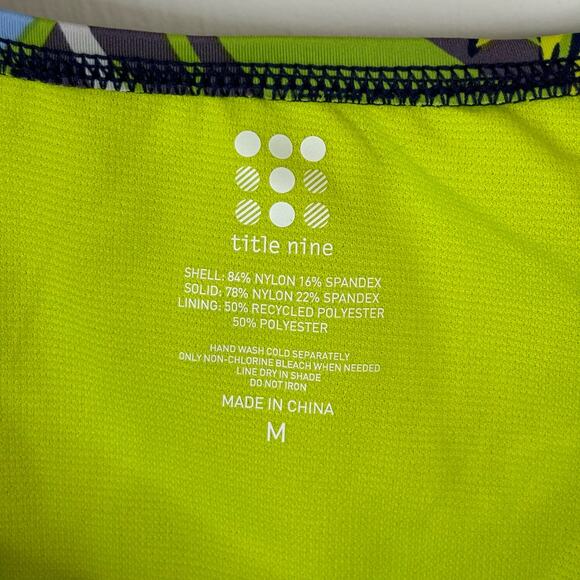 title nine
SHELL: 84% NYLON 16% SPANDEX
SOLID: 78% NYLON 22% SPANDEX
LINING: 50% RECYCLED POLYESTER
50% POLYESTER
HAND WASH COLD SEPARATELY
ONLY NON-CHLORINE BLEACH WHEN NEEDED
LINE DRY IN SHADE
DO NOT IRON
MADE IN CHINA
M